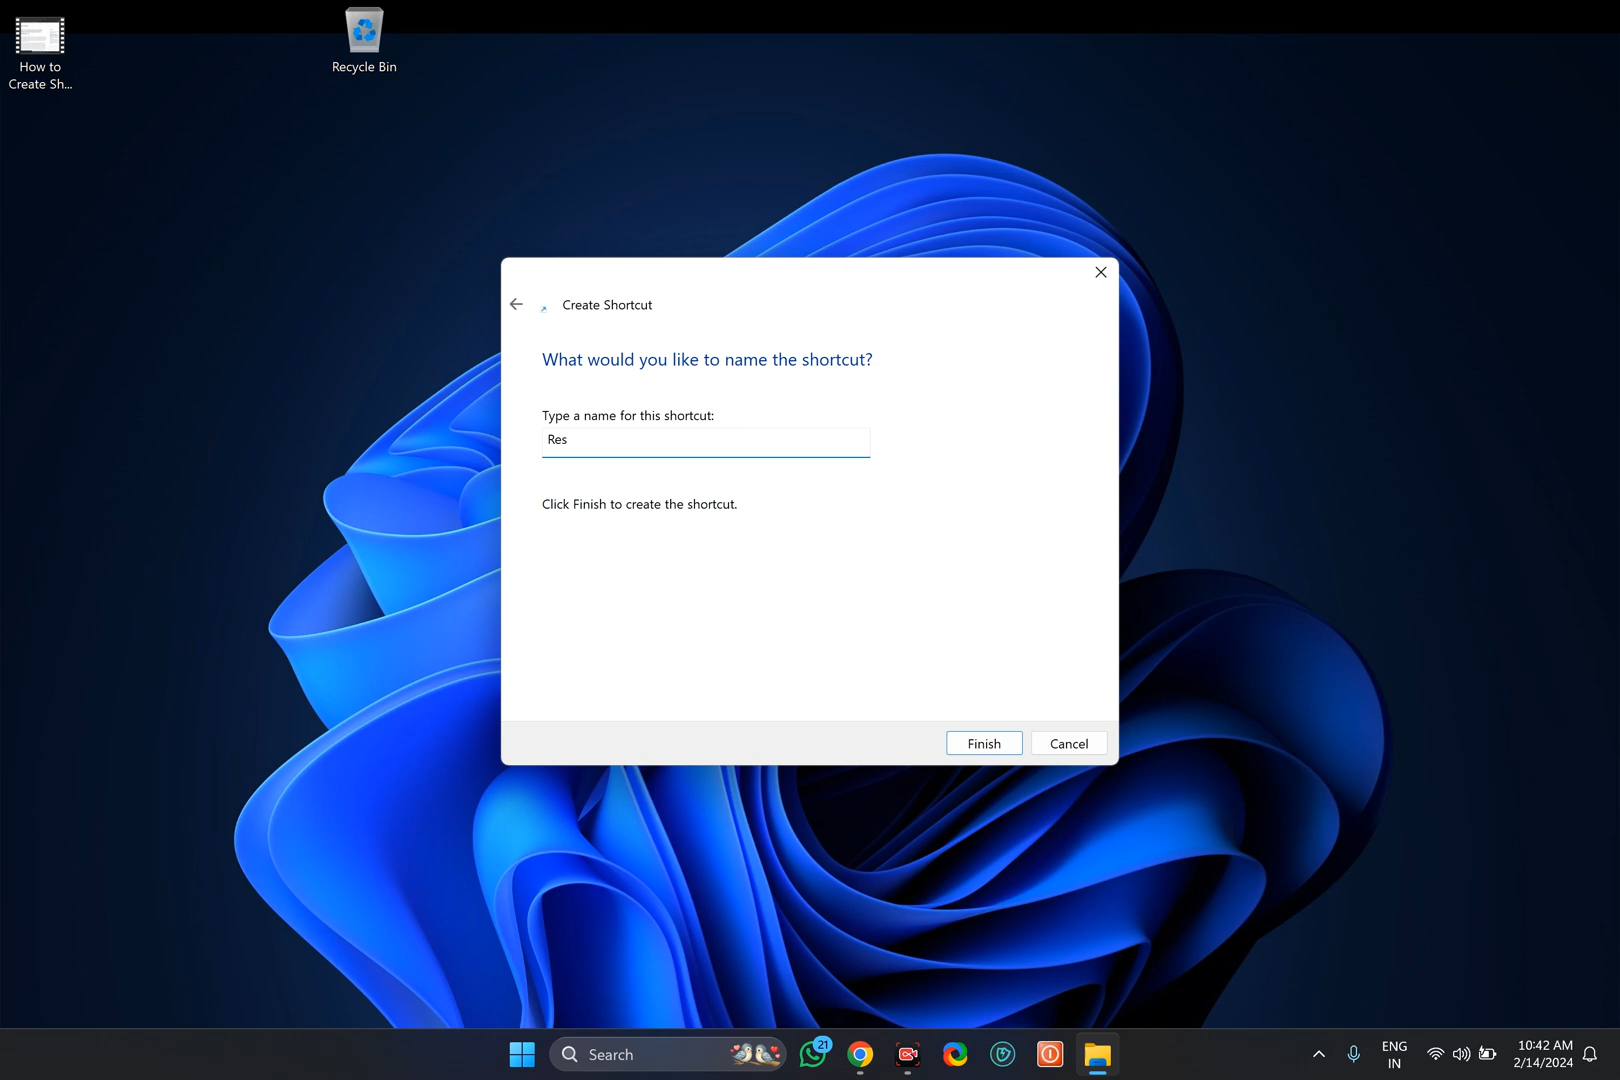 How to
Create Sh...
Recycle Bin
Create Shortcut
What would you like to name the shortcut?
Type a name for this shortcut:
Res
Click Finish to create the shortcut.
Finish
Cancel
Search
21
ENG
IN
10:42 AM
2/14/2024